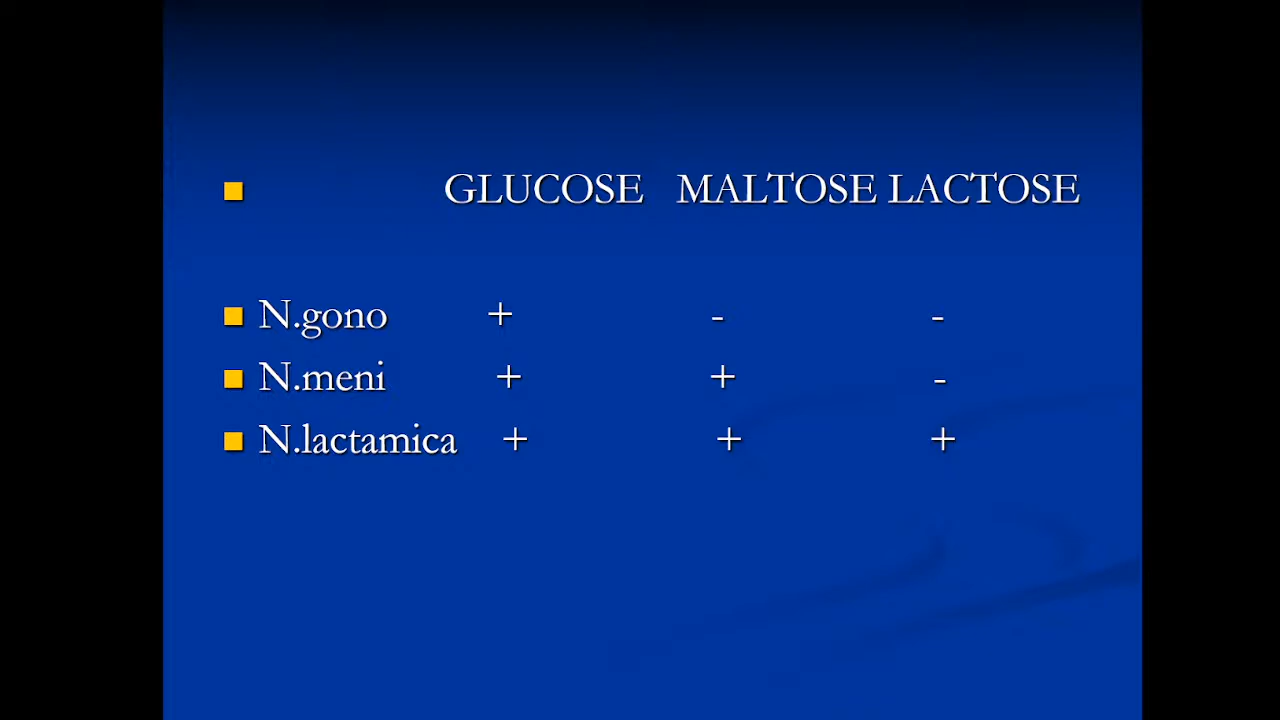 GLUCOSE MALTOSE LACTOSE
N.gono + - -
N.meni + + -
N.lactamica + + +